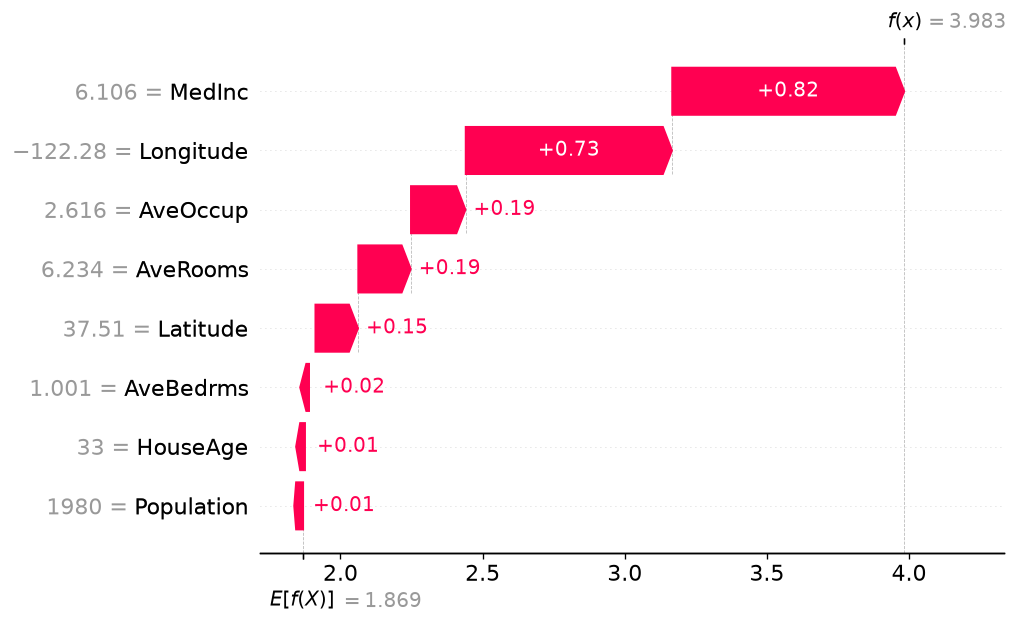 f(x) = 3.983
6.106 = MedInc
+0.82
−122.28 = Longitude
+0.73
2.616 = AveOccup
+0.19
6.234 = AveRooms
+0.19
37.51 = Latitude
+0.15
1.001 = AveBedrms
+0.02
33 = HouseAge
+0.01
1980 = Population
+0.01
2.0 2.5 3.0 3.5 4.0
E[f(X)] = 1.869